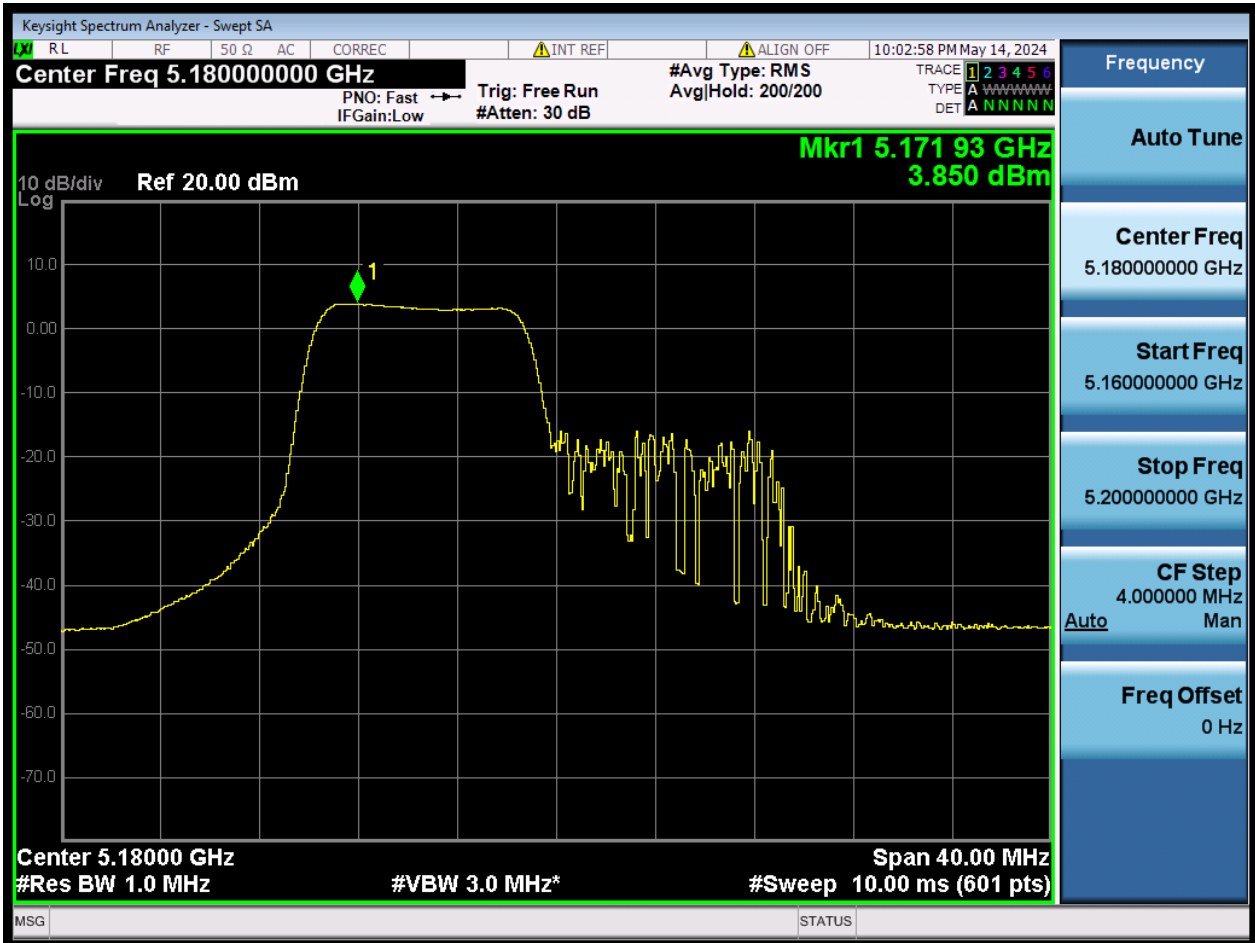 Keysight Spectrum Analyzer - Swept SA
LXI RL RF 50 Ω AC CORREC INT REF ALIGN OFF 10:02:58 PM May 14, 2024
Center Freq 5.180000000 GHz
PNO: Fast
IFGain:Low
Trig: Free Run
#Atten: 30 dB
#Avg Type: RMS
Avg|Hold: 200/200
TRACE 1 2 3 4 5 6
TYPE A WWWWW
DET A N N N N N
Mkr1 5.171 93 GHz
3.850 dBm
10 dB/div Ref 20.00 dBm
Log
1
10.0
0.00
-10.0
-20.0
-30.0
-40.0
-50.0
-60.0
-70.0
Center 5.18000 GHz Span 40.00 MHz
#Res BW 1.0 MHz #VBW 3.0 MHz* #Sweep 10.00 ms (601 pts)
MSG STATUS
Frequency
Auto Tune
Center Freq
5.180000000 GHz
Start Freq
5.160000000 GHz
Stop Freq
5.200000000 GHz
CF Step
4.000000 MHz
Auto Man
Freq Offset
0 Hz